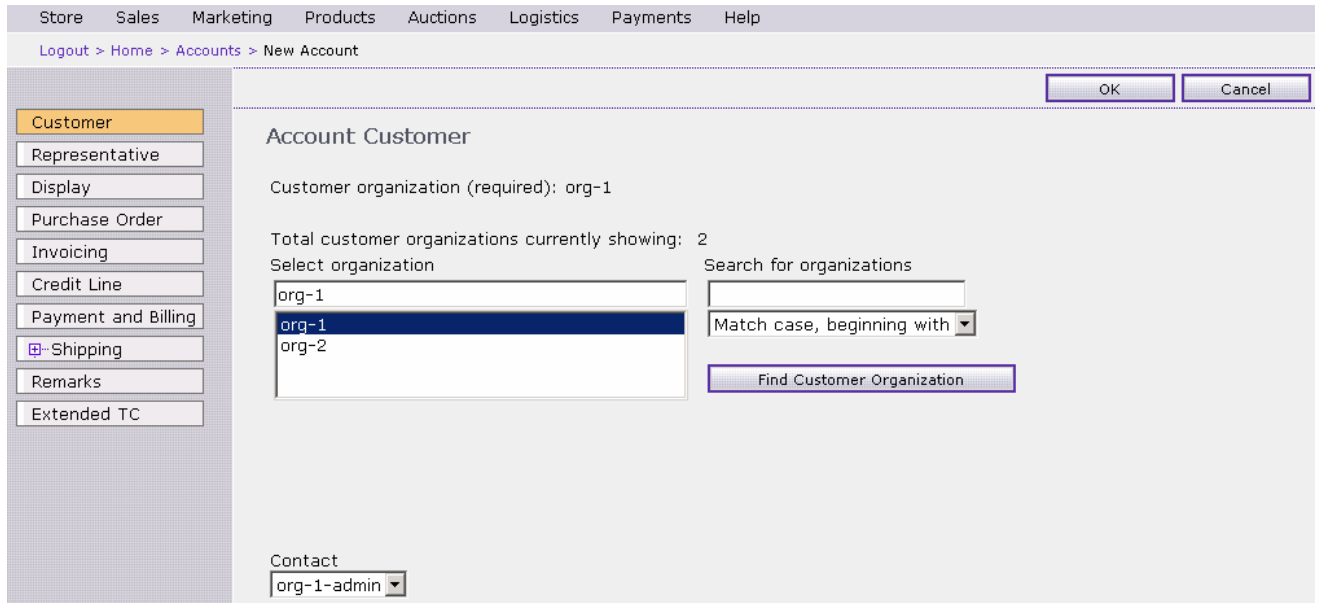 Store Sales Marketing Products Auctions Logistics Payments Help
Logout > Home > Accounts > New Account
OK Cancel
Customer
Representative
Display
Purchase Order
Invoicing
Credit Line
Payment and Billing
Shipping
Remarks
Extended TC
Account Customer
Customer organization (required): org-1
Total customer organizations currently showing: 2
Select organization
org-1
org-1
org-2
Search for organizations
Match case, beginning with
Find Customer Organization
Contact
org-1-admin